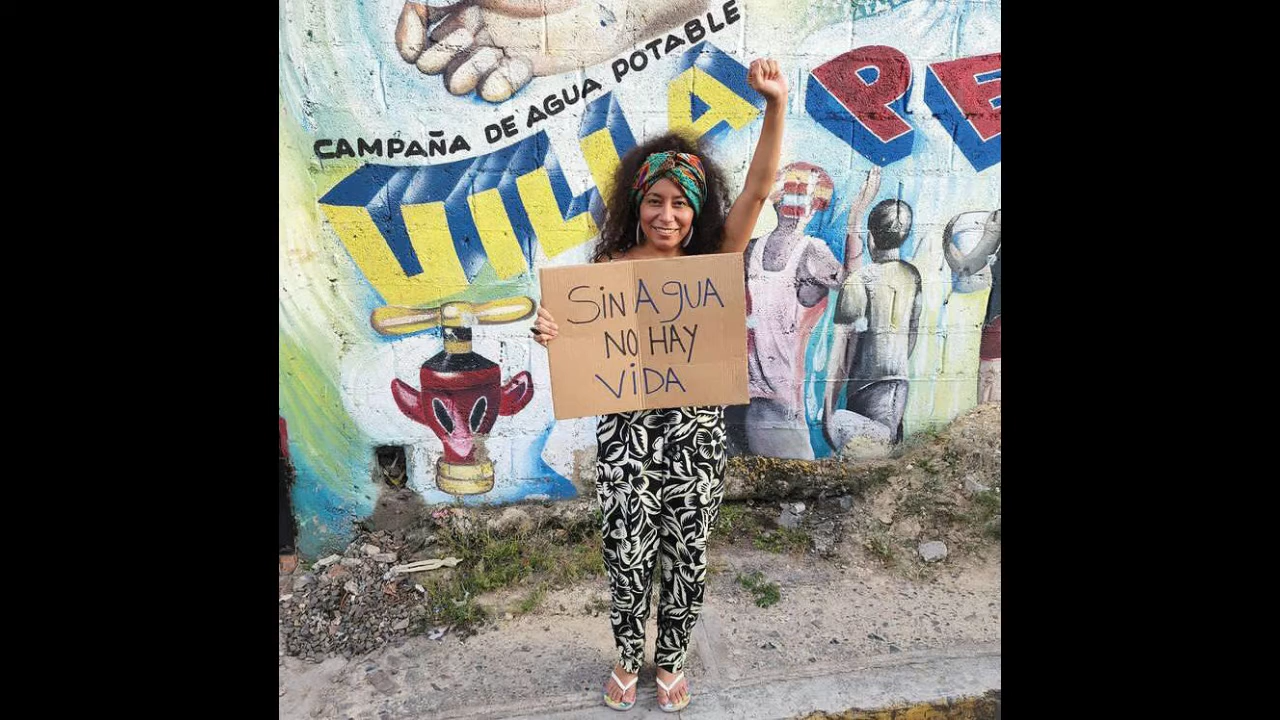 CAMPAÑA DE AGUA POTABLE
VILLA PE
SIN AGUA
NO HAY
VIDA